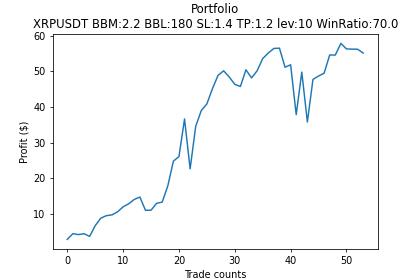 Portfolio
XRPUSDT BBM:2.2 BBL:180 SL:1.4 TP:1.2 lev:10 WinRatio:70.0
60
50
40
30
20
10
Profit ($)
0 10 20 30 40 50
Trade counts